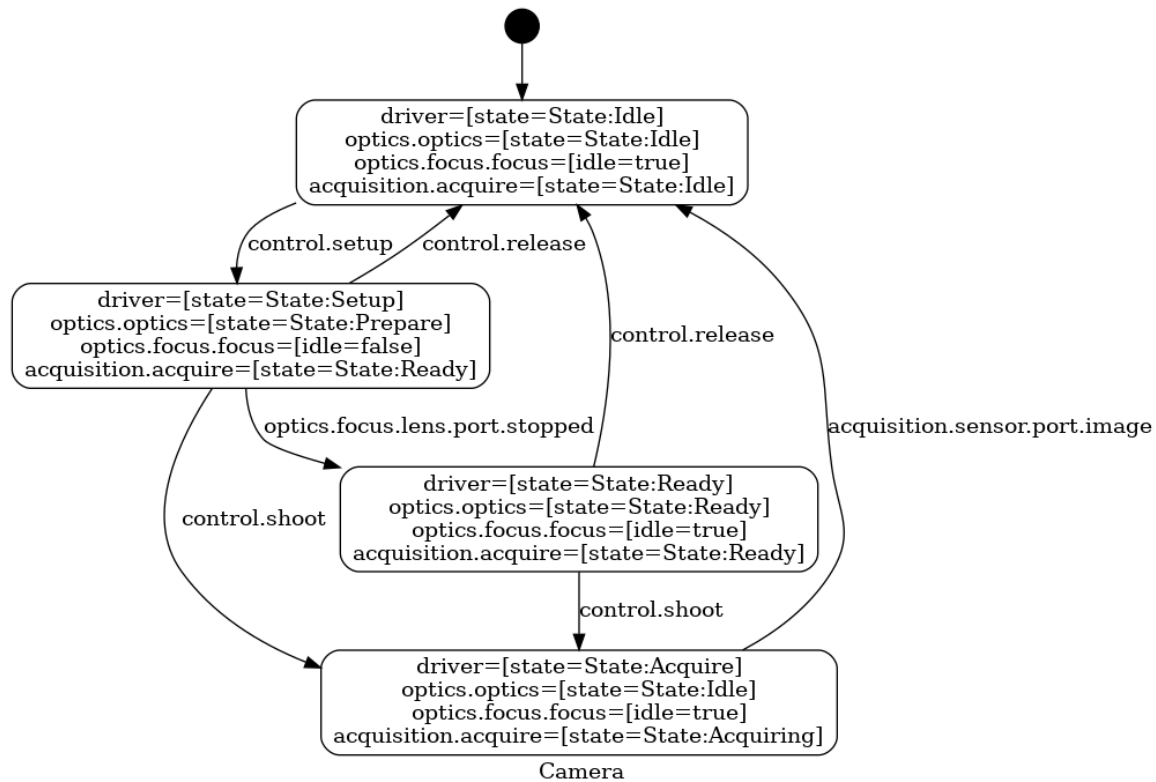 driver=[state=State:Idle]
optics.optics=[state=State:Idle]
optics.focus.focus=[idle=true]
acquisition.acquire=[state=State:Idle]
control.setup
control.release
driver=[state=State:Setup]
optics.optics=[state=State:Prepare]
optics.focus.focus=[idle=false]
acquisition.acquire=[state=State:Ready]
control.release
optics.focus.lens.port.stopped
acquisition.sensor.port.image
driver=[state=State:Ready]
optics.optics=[state=State:Ready]
optics.focus.focus=[idle=true]
acquisition.acquire=[state=State:Ready]
control.shoot
control.shoot
driver=[state=State:Acquire]
optics.optics=[state=State:Idle]
optics.focus.focus=[idle=true]
acquisition.acquire=[state=State:Acquiring]
Camera